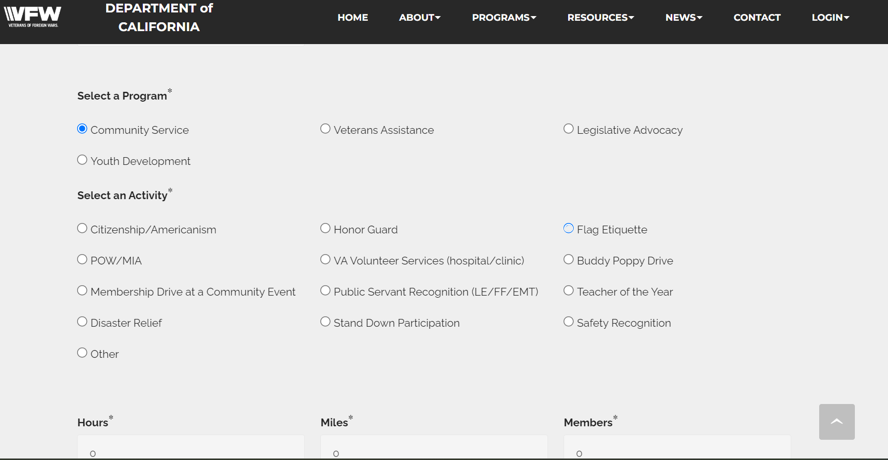 VFW
VETERANS OF FOREIGN WARS.
DEPARTMENT of
CALIFORNIA
HOME ABOUT PROGRAMS RESOURCES NEWS CONTACT LOGIN
Select a Program*
Community Service Veterans Assistance Legislative Advocacy
Youth Development
Select an Activity*
Citizenship/Americanism Honor Guard Flag Etiquette
POW/MIA VA Volunteer Services (hospital/clinic) Buddy Poppy Drive
Membership Drive at a Community Event Public Servant Recognition (LE/FF/EMT) Teacher of the Year
Disaster Relief Stand Down Participation Safety Recognition
Other
Hours* Miles* Members*
0 0 0